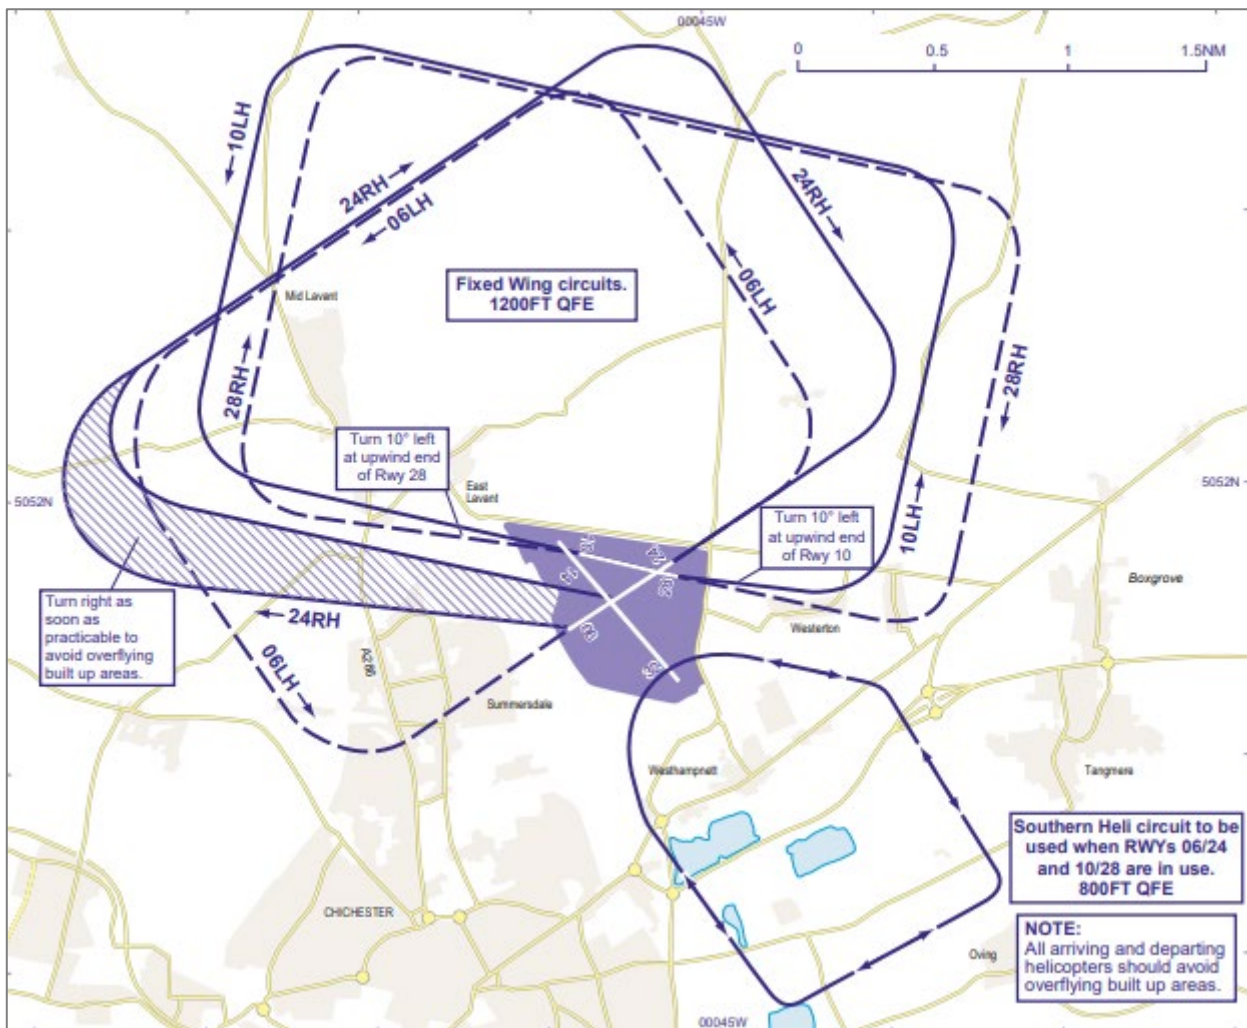 00045W
0 0.5 1 1.5NM
10LH
24RH
06LH
24RH
06LH
Fixed Wing circuits.
1200FT QFE
Mid Lavant
28RH
28RH
Turn 10° left
at upwind end
of Rwy 28
East
Lavant
5052N
5052N
Turn 10° left
at upwind end
of Rwy 10
10LH
Boxgrove
Turn right as
soon as
practicable to
avoid overflying
built up areas.
24RH
06LH
A286
Westerton
32
Summersdale
Westhampnett
Tangmere
Southern Heli circuit to be
used when RWYs 06/24
and 10/28 are in use.
800FT QFE
CHICHESTER
Oving
NOTE:
All arriving and departing
helicopters should avoid
overflying built up areas.
00045W